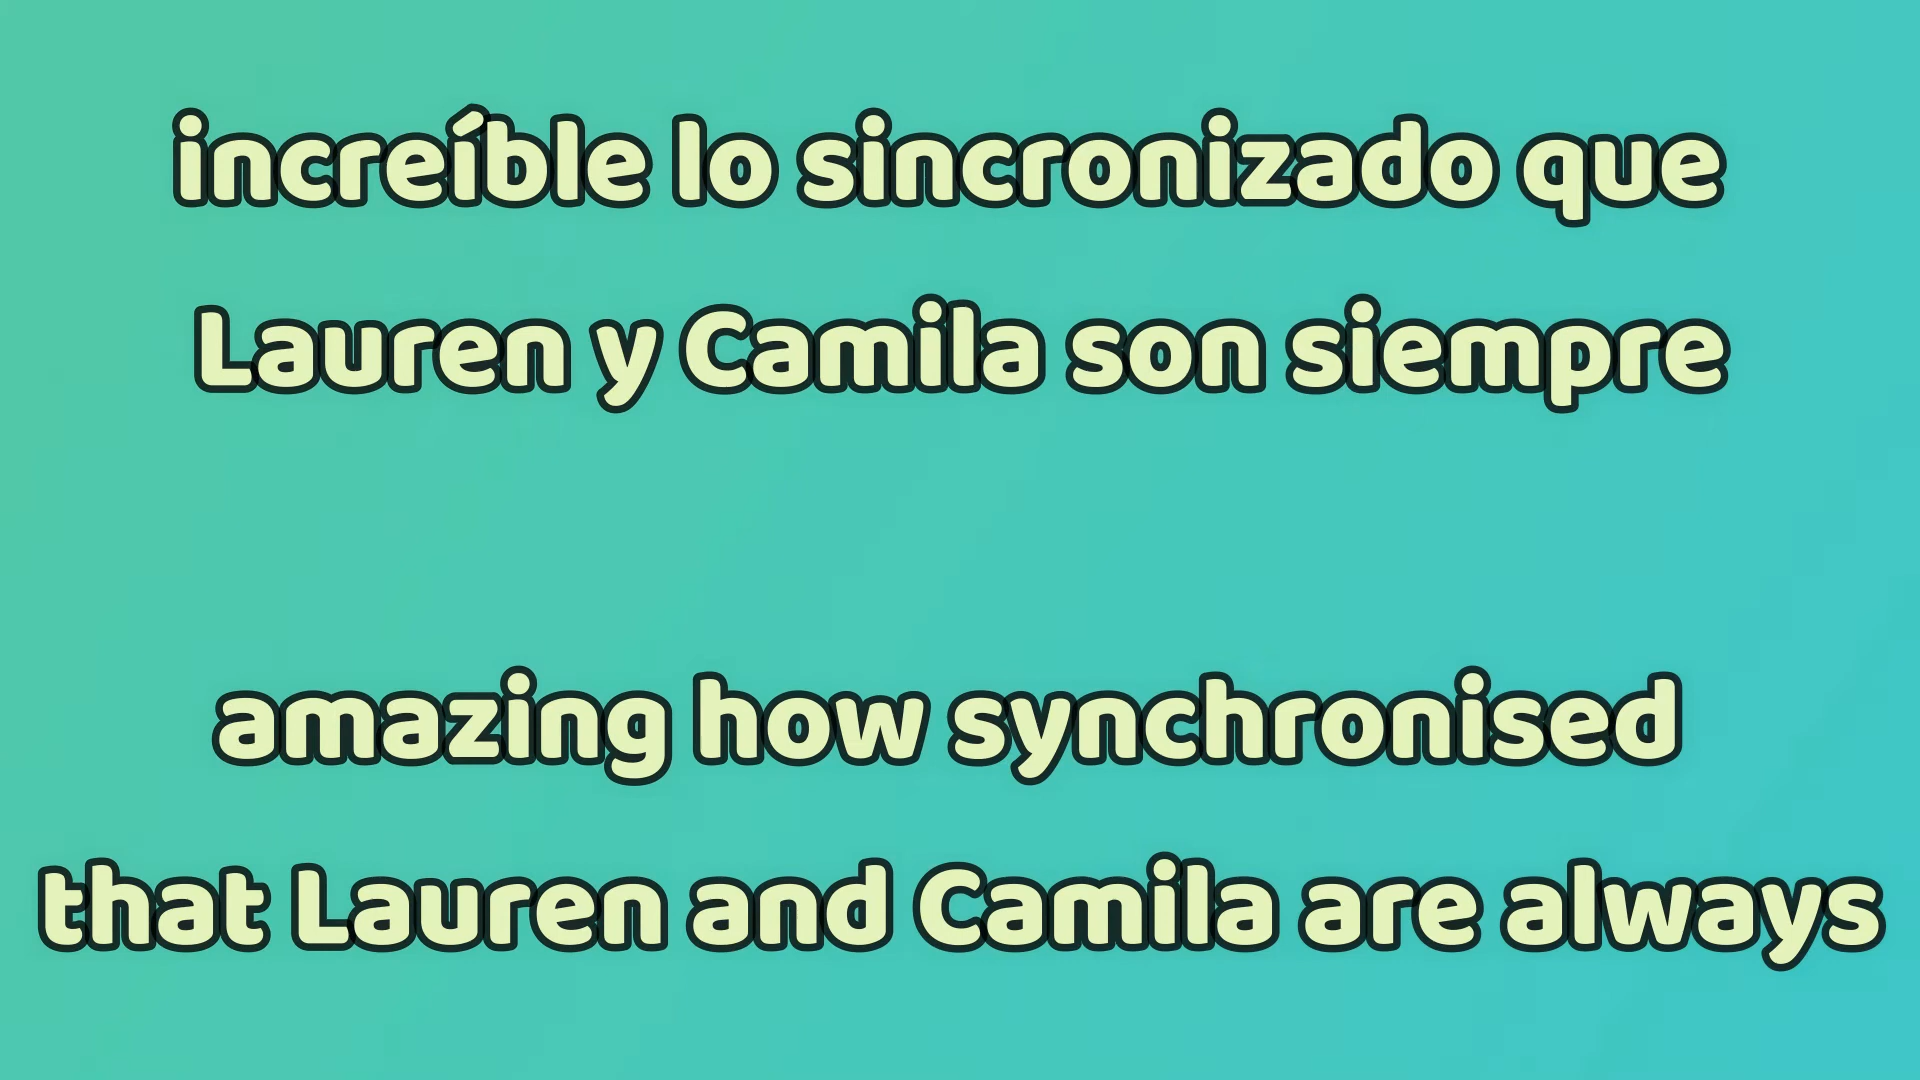 increíble lo sincronizado que
Lauren y Camila son siempre
amazing how synchronised
that Lauren and Camila are always